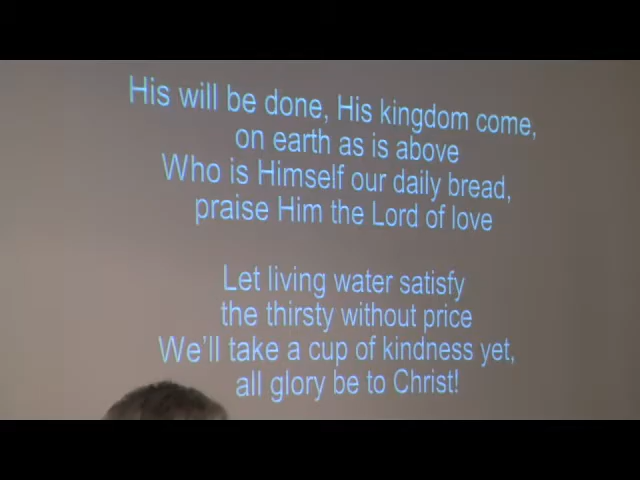 His will be done, His kingdom come,
on earth as is above
Who is Himself our daily bread,
praise Him the Lord of love
Let living water satisfy
the thirsty without price
We'll take a cup of kindness yet,
all glory be to Christ!